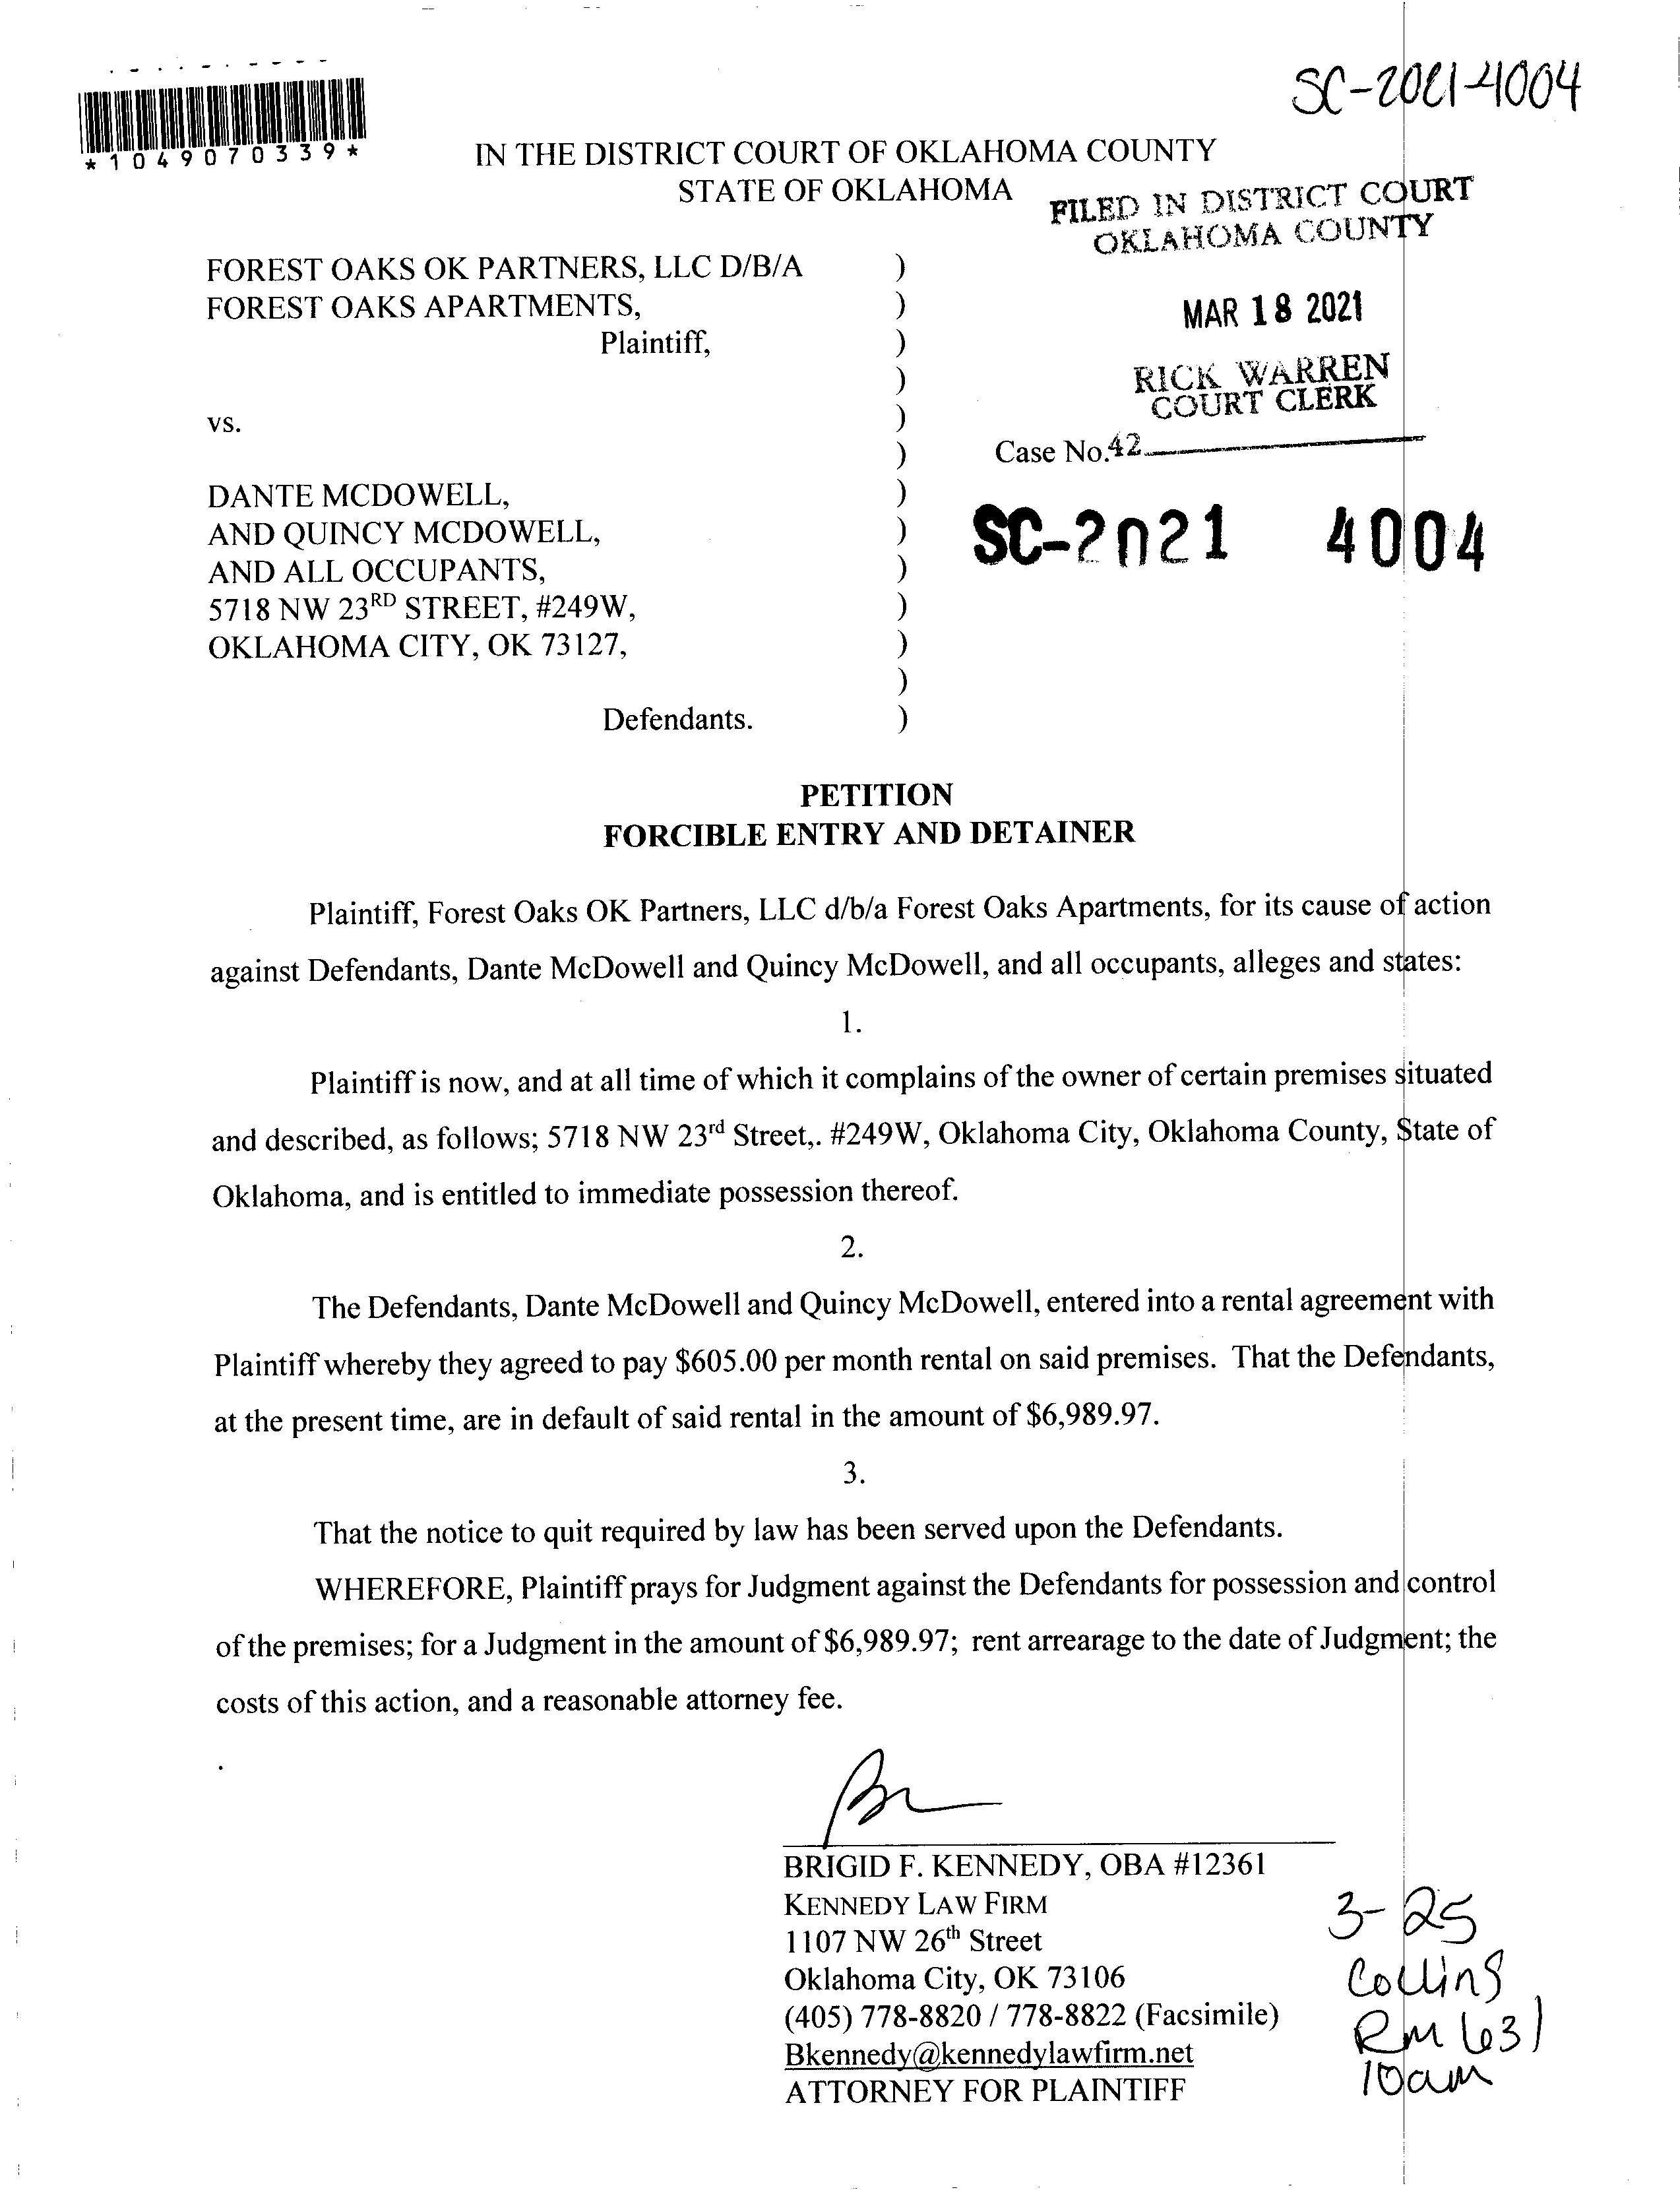 SC-2021-4004
*1049070339*
IN THE DISTRICT COURT OF OKLAHOMA COUNTY
STATE OF OKLAHOMA
FILED IN DISTRICT COURT
OKLAHOMA COUNTY
FOREST OAKS OK PARTNERS, LLC D/B/A )
FOREST OAKS APARTMENTS, )
MAR 18 2021
Plaintiff, )
)
RICK WARREN
COURT CLERK
vs. )
) Case No.42
DANTE MCDOWELL, )
AND QUINCY MCDOWELL, ) SC-2021 4004
AND ALL OCCUPANTS, )
5718 NW 23RD STREET, #249W, )
OKLAHOMA CITY, OK 73127, )
)
Defendants. )
PETITION
FORCIBLE ENTRY AND DETAINER
Plaintiff, Forest Oaks OK Partners, LLC d/b/a Forest Oaks Apartments, for its cause of action
against Defendants, Dante McDowell and Quincy McDowell, and all occupants, alleges and states:
1.
Plaintiff is now, and at all time of which it complains of the owner of certain premises situated
and described, as follows; 5718 NW 23rd Street,. #249W, Oklahoma City, Oklahoma County, State of
Oklahoma, and is entitled to immediate possession thereof.
2.
The Defendants, Dante McDowell and Quincy McDowell, entered into a rental agreement with
Plaintiff whereby they agreed to pay $605.00 per month rental on said premises. That the Defendants,
at the present time, are in default of said rental in the amount of $6,989.97.
3.
That the notice to quit required by law has been served upon the Defendants.
WHEREFORE, Plaintiff prays for Judgment against the Defendants for possession and control
of the premises; for a Judgment in the amount of $6,989.97; rent arrearage to the date of Judgment; the
costs of this action, and a reasonable attorney fee.
BRIGID F. KENNEDY, OBA #12361
KENNEDY LAW FIRM
1107 NW 26th Street
Oklahoma City, OK 73106
(405) 778-8820 / 778-8822 (Facsimile)
Bkennedy@kennedylawfirm.net
ATTORNEY FOR PLAINTIFF
3-25
Collins
Rm 631
10am